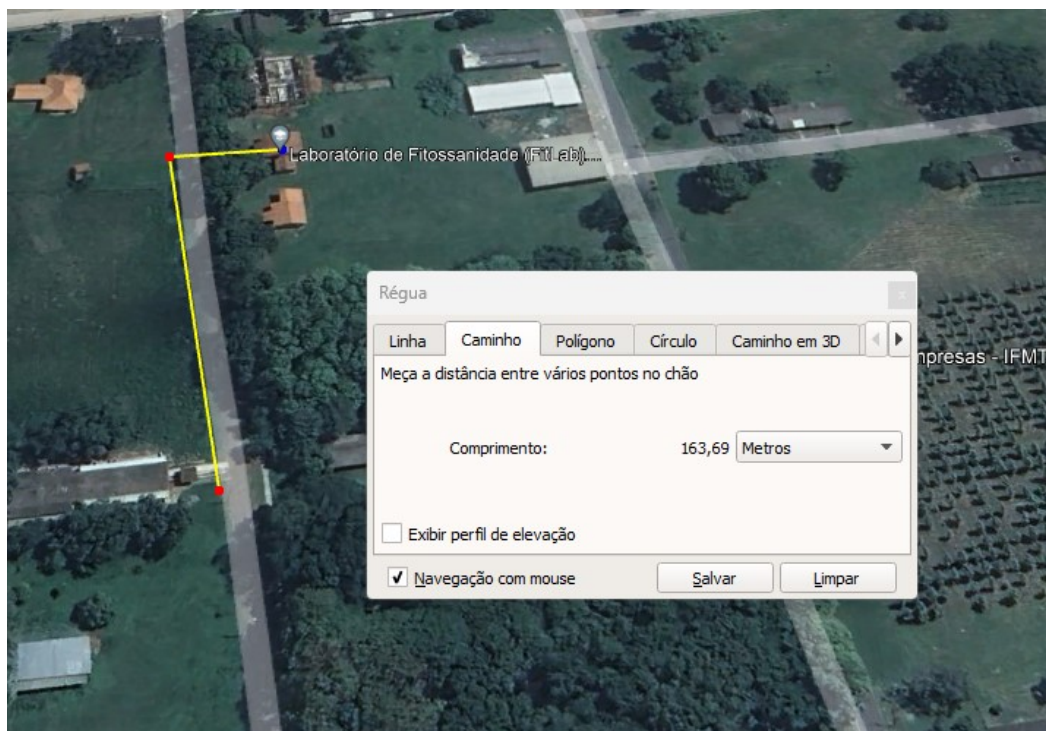 Laboratório de Fitossanidade (FitLab)....
Régua
Linha
Caminho
Polígono
Círculo
Caminho em 3D
Meça a distância entre vários pontos no chão
mpresas - IFMT
Comprimento:
163,69
Metros
Exibir perfil de elevação
Navegação com mouse
Salvar
Limpar